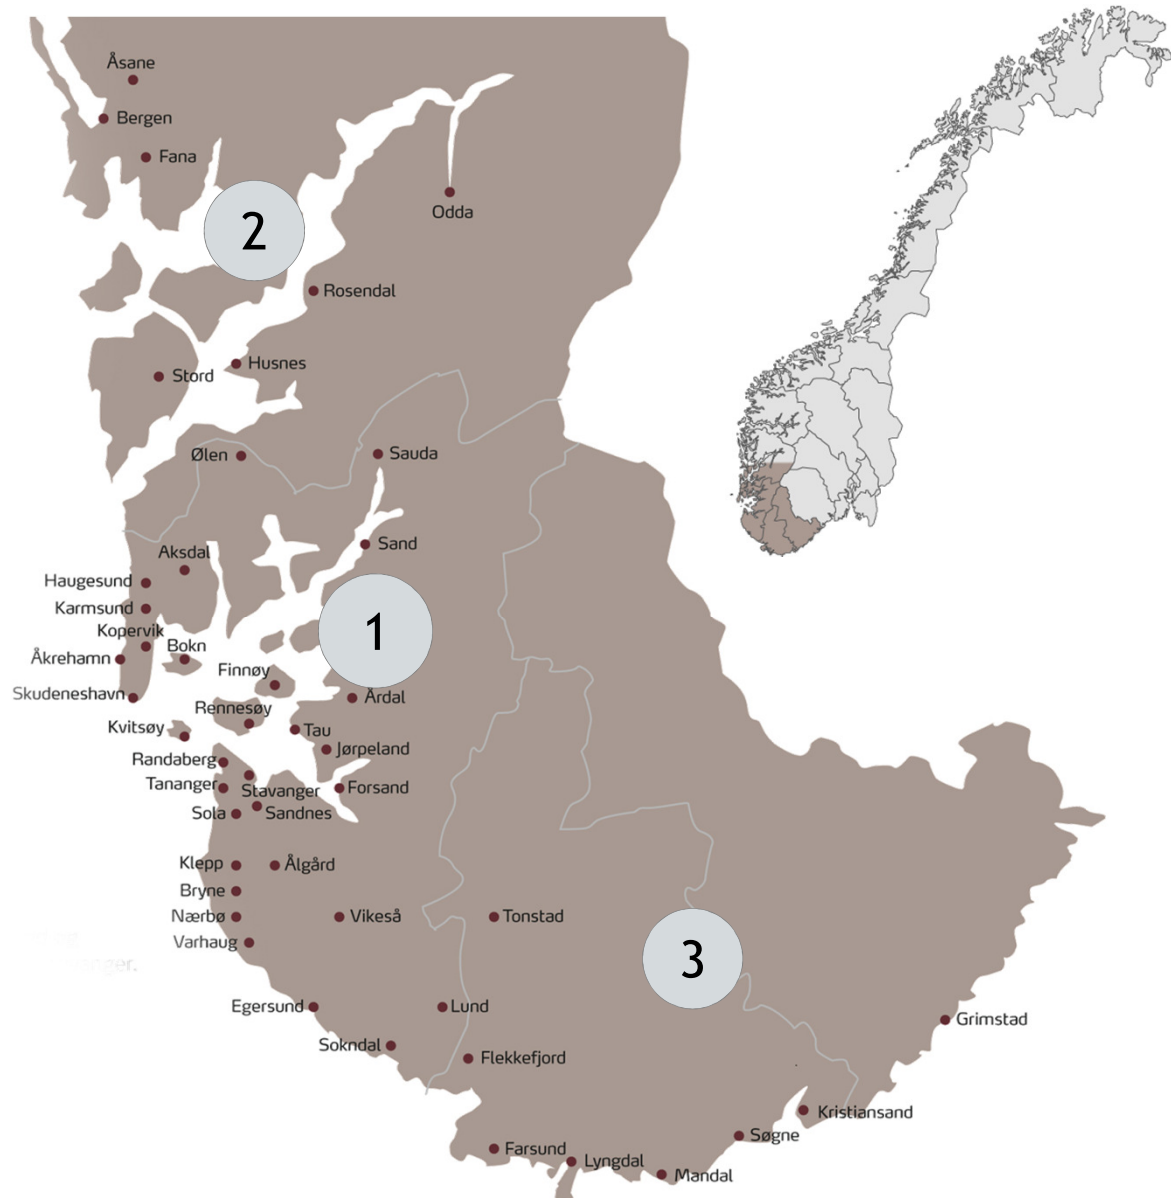 Åsane
Bergen
Fana
2
Odda
Rosendal
Husnes
Stord
Ølen
Sauda
Sand
Aksdal
Haugesund
Karmsund
1
Kopervik
Bokn
Åkrehamn
Finnøy
Skudeneshavn
Årdal
Rennesøy
Kvitsøy
Tau
Jørpeland
Randaberg
Tananger
Stavanger
Forsand
Sola
Sandnes
Klepp
Ålgård
Bryne
Nærbø
Vikeså
Tonstad
Varhaug
3
Egersund
Lund
Grimstad
Sokndal
Flekkefjord
Kristiansand
Søgne
Farsund
Lyngdal
Mandal